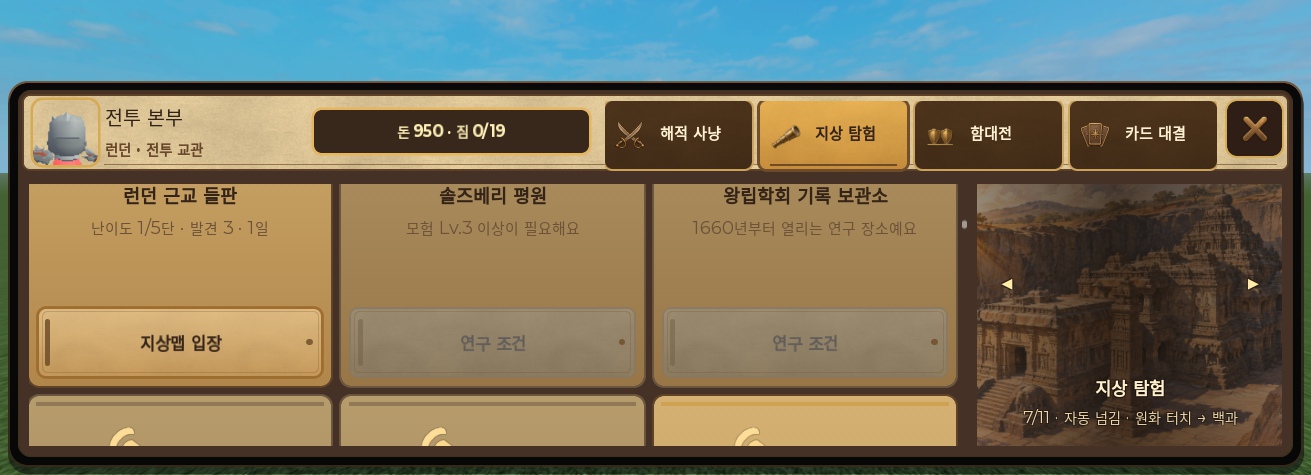 전투 본부
런던 · 전투 교관
돈 950 · 짐 0/19
해적 사냥
지상 탐험
함대전
카드 대결
런던 근교 들판
난이도 1/5단 · 발견 3 · 1일
지상맵 입장
솔즈베리 평원
모험 Lv.3 이상이 필요해요
연구 조건
왕립학회 기록 보관소
1660년부터 열리는 연구 장소예요
연구 조건
지상 탐험
7/11 · 자동 넘김 · 원화 터치 → 백과